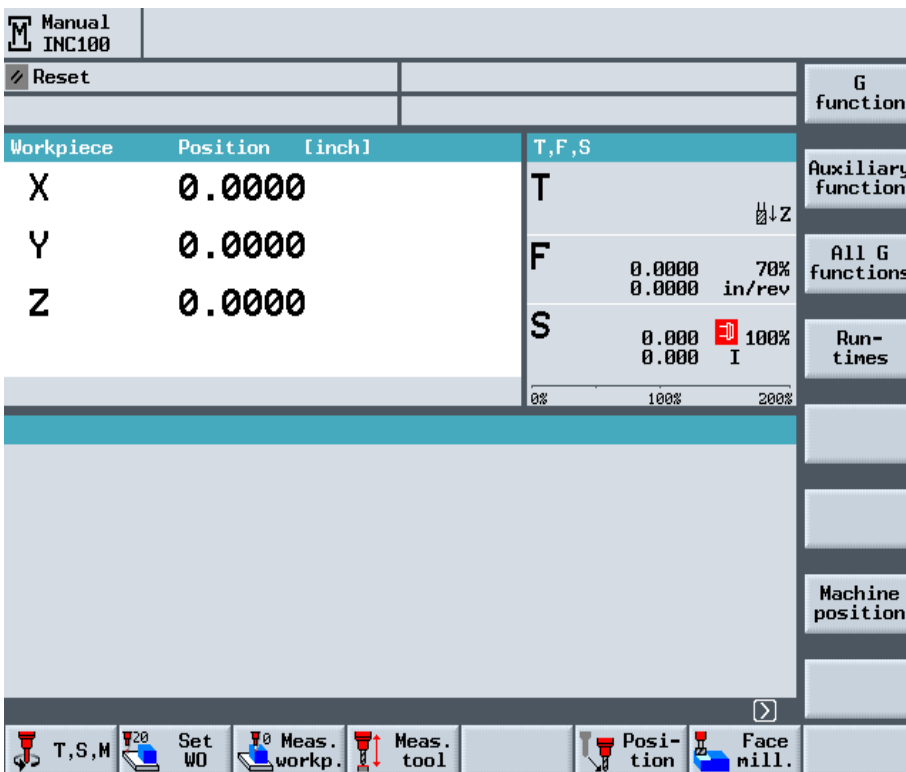 Manual
INC100
Reset
G
function
Workpiece Position [inch]
T,F,S
Auxiliary
function
X 0.0000
T
Z
Y 0.0000
F 0.0000 70%
0.0000 in/rev
All G
functions
Z 0.0000
S 0.000 100%
0.000 I
Run-
times
0% 100% 200%
Machine
position
T,S,M
Set
WO
Meas.
workp.
Meas.
tool
Posi-
tion
Face
mill.